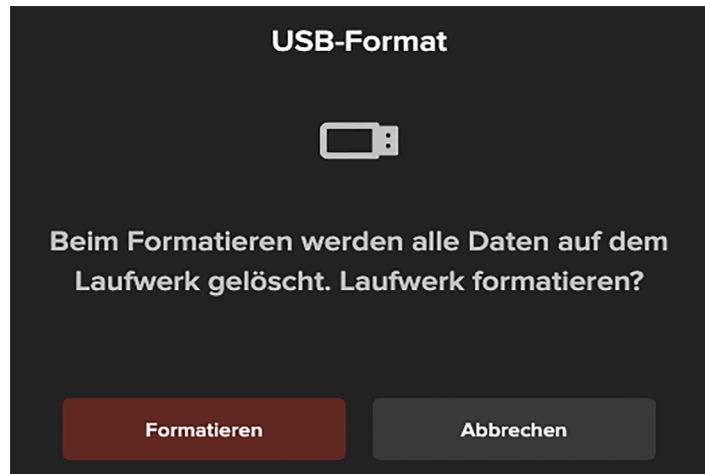 USB-Format
Beim Formatieren werden alle Daten auf dem
Laufwerk gelöscht. Laufwerk formatieren?
Formatieren
Abbrechen